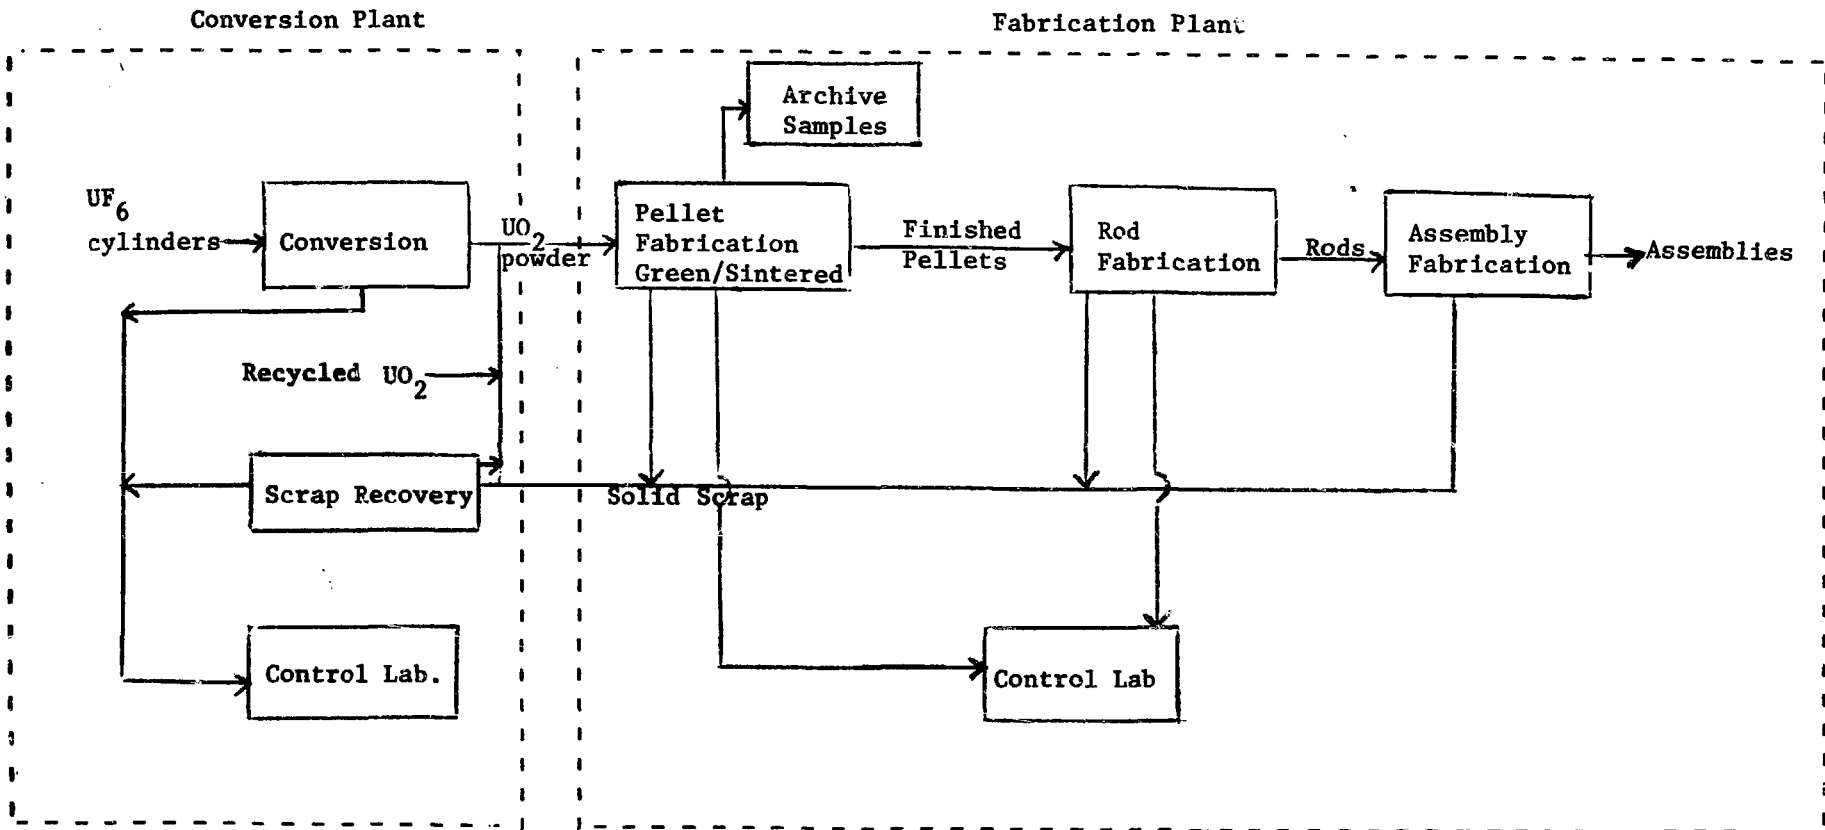 Conversion Plant
Fabrication Plant
Archive
Samples
UF6
cylinders
Conversion
UO2
powder
Pellet
Fabrication
Green/Sintered
Finished
Pellets
Rod
Fabrication
Rods
Assembly
Fabrication
Assemblies
Recycled UO2
Scrap Recovery
Solid Scrap
Control Lab.
Control Lab